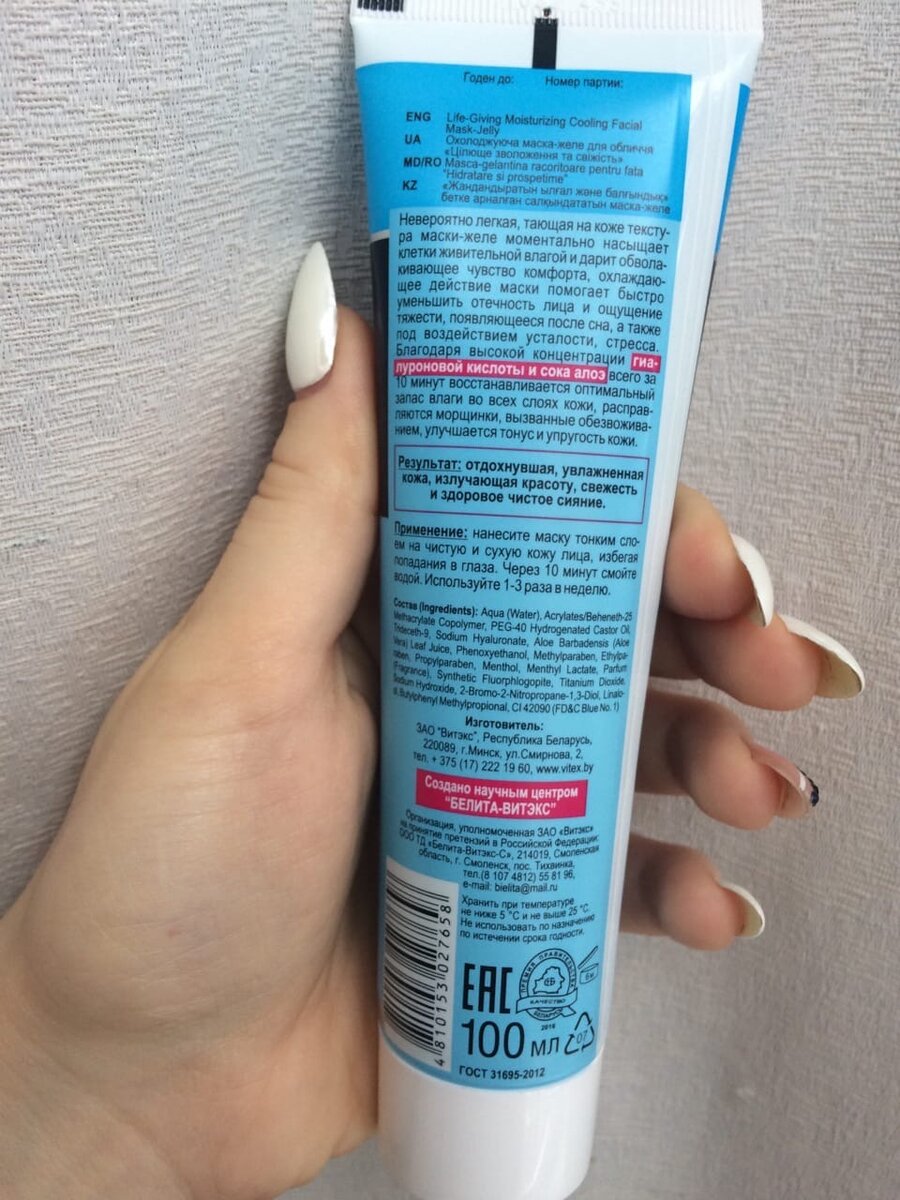 Годен до: Номер партии:
ENG Life-Giving Moisturizing Cooling Facial
Mask-Jelly
UA Охолоджуюча маска-желе для обличчя
«Цілюще зволоження та свіжість»
MD/RO Masca-gelantina racoritoare pentru fata
"Hidratare si prospetime"
KZ «Жандандыратын ылғал және балғындық»
бетке арналған салқындататын маска-желе
Невероятно легкая, тающая на коже тексту-
ра маски-желе моментально насыщает
клетки живительной влагой и дарит обвола-
кивающее чувство комфорта, охлаждаю-
щее действие маски помогает быстро
уменьшить отечность лица и ощущение
тяжести, появляющееся после сна, а также
под воздействием усталости, стресса.
Благодаря высокой концентрации гиа-
луроновой кислоты и сока алоэ всего за
10 минут восстанавливается оптимальный
запас влаги во всех слоях кожи, расправ-
ляются морщинки, вызванные обезвожива-
нием, улучшается тонус и упругость кожи.
Результат: отдохнувшая, увлажненная
кожа, излучающая красоту, свежесть
и здоровое чистое сияние.
Применение: нанесите маску тонким сло-
ем на чистую и сухую кожу лица, избегая
попадания в глаза. Через 10 минут смойте
водой. Используйте 1-3 раза в неделю.
Состав (Ingredients): Aqua (Water), Acrylates/Beheneth-25
Methacrylate Copolymer, PEG-40 Hydrogenated Castor Oil,
Trideceth-9, Sodium Hyaluronate, Aloe Barbadensis (Aloe
Vera) Leaf Juice, Phenoxyethanol, Methylparaben, Ethylpa-
raben, Propylparaben, Menthol, Menthyl Lactate, Parfum
(Fragrance), Synthetic Fluorphlogopite, Titanium Dioxide,
Sodium Hydroxide, 2-Bromo-2-Nitropropane-1,3-Diol, Linalo-
ol, Butylphenyl Methylpropional, CI 42090 (FD&C Blue No. 1)
Изготовитель:
ЗАО "Витэкс", Республика Беларусь,
220089, г.Минск, ул.Смирнова, 2,
тел. + 375 (17) 222 19 60, www.vitex.by
Создано научным центром
"БЕЛИТА-ВИТЭКС"
Организация, уполномоченная ЗАО «Витэкс»
на принятие претензий в Российской Федерации:
ООО ТД «Белита-Витэкс-С», 214019, Смоленская
область, г. Смоленск, пос. Тихвинка,
тел.(8 107 4812) 55 81 96,
e-mail: bielita@mail.ru
Хранить при температуре
не ниже 5 °С и не выше 25 °С.
Не использовать по назначению
по истечении срока годности.
4 810153 027658
EAC
ПРЕМИЯ ПРАВИТЕЛЬСТВА
КАЧЕСТВО
БЕЛАРУСЬ
2016
6м
100 мл
07
ГОСТ 31695-2012